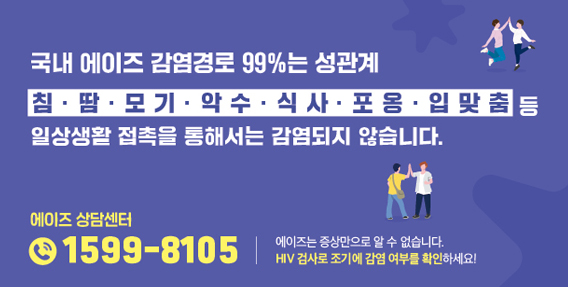 국내 에이즈 감염경로 99%는 성관계
침·땀·모기·악수·식사·포옹·입맞춤 등
일상생활 접촉을 통해서는 감염되지 않습니다.
에이즈 상담센터
1599-8105
에이즈는 증상만으로 알 수 없습니다.
HIV 검사로 조기에 감염 여부를 확인하세요!